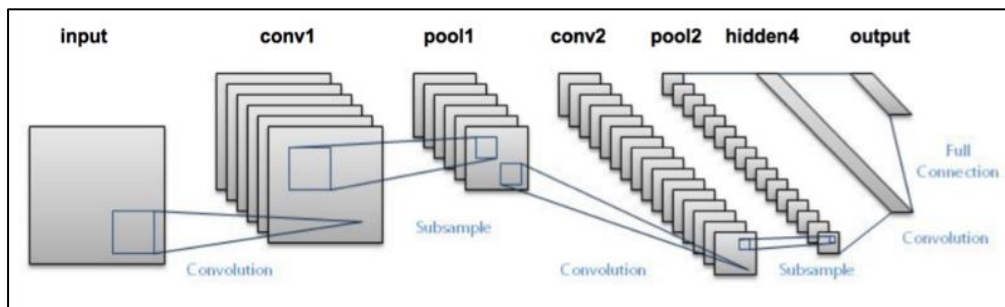 input conv1 pool1 conv2 pool2 hidden4 output
Full
Connection
Subsample
Convolution
Convolution
Convolution
Subsample